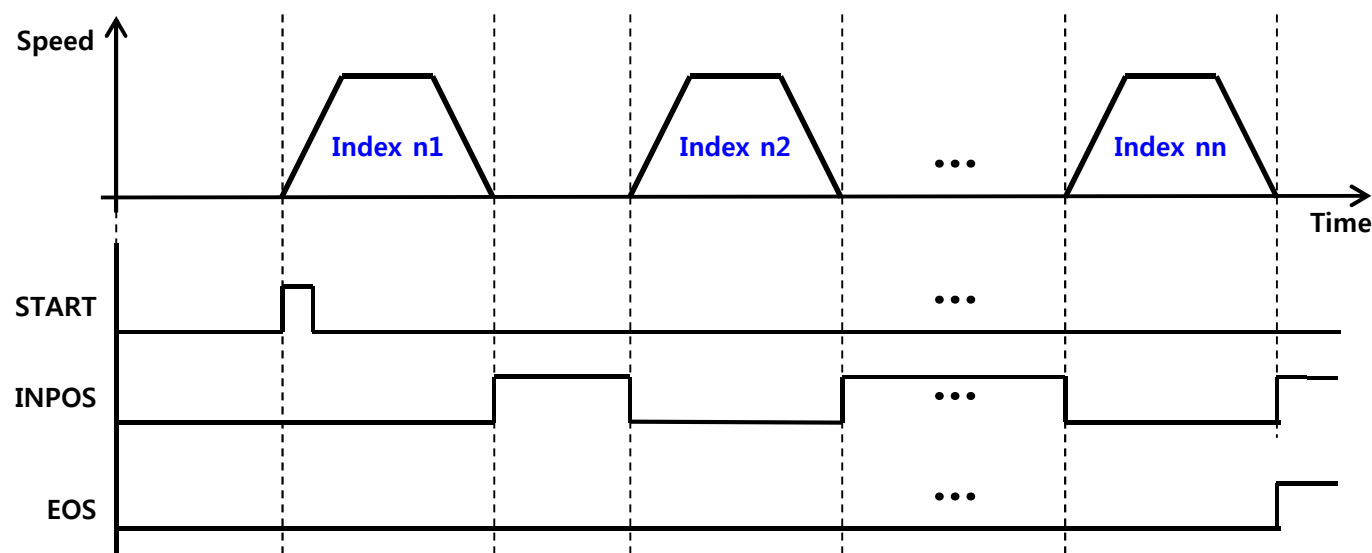 Speed
Index n1
Index n2
...
Index nn
Time
START
...
INPOS
...
EOS
...